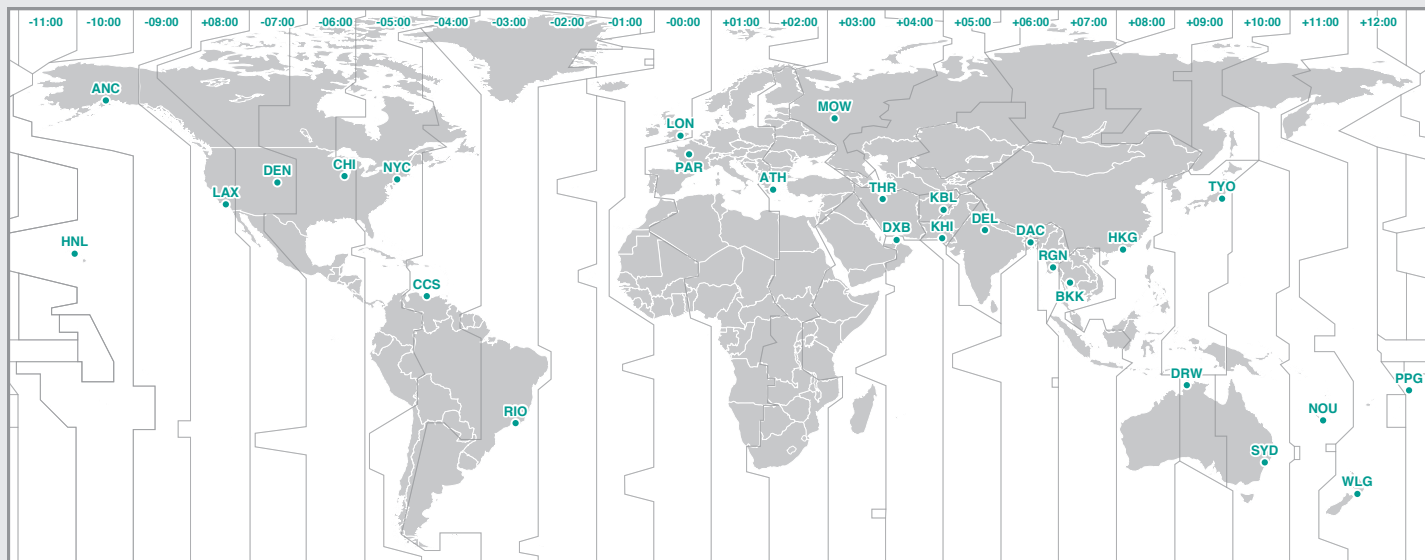 -11:00 -10:00 -09:00 +08:00 -07:00 -06:00 -05:00 -04:00 -03:00 -02:00 -01:00 -00:00 +01:00 +02:00 +03:00 +04:00 +05:00 +06:00 +07:00 +08:00 +09:00 +10:00 +11:00 +12:00
ANC
MOW
LON
CHI
NYC
DEN
PAR
ATH
THR
TYO
LAX
KBL
DEL
KHI
DXB
DAC
HKG
HNL
RGN
CCS
BKK
DRW
PPG
NOU
RIO
SYD
WLG